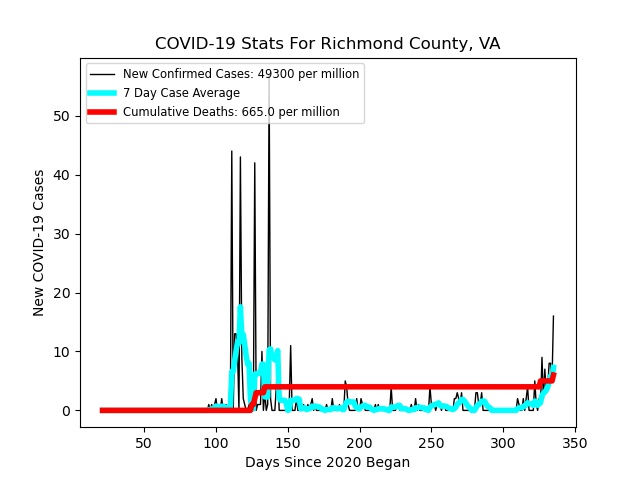 COVID-19 Stats For Richmond County, VA
New Confirmed Cases: 49300 per million
7 Day Case Average
Cumulative Deaths: 665.0 per million
New COVID-19 Cases
50
40
30
20
10
0
50 100 150 200 250 300 350
Days Since 2020 Began